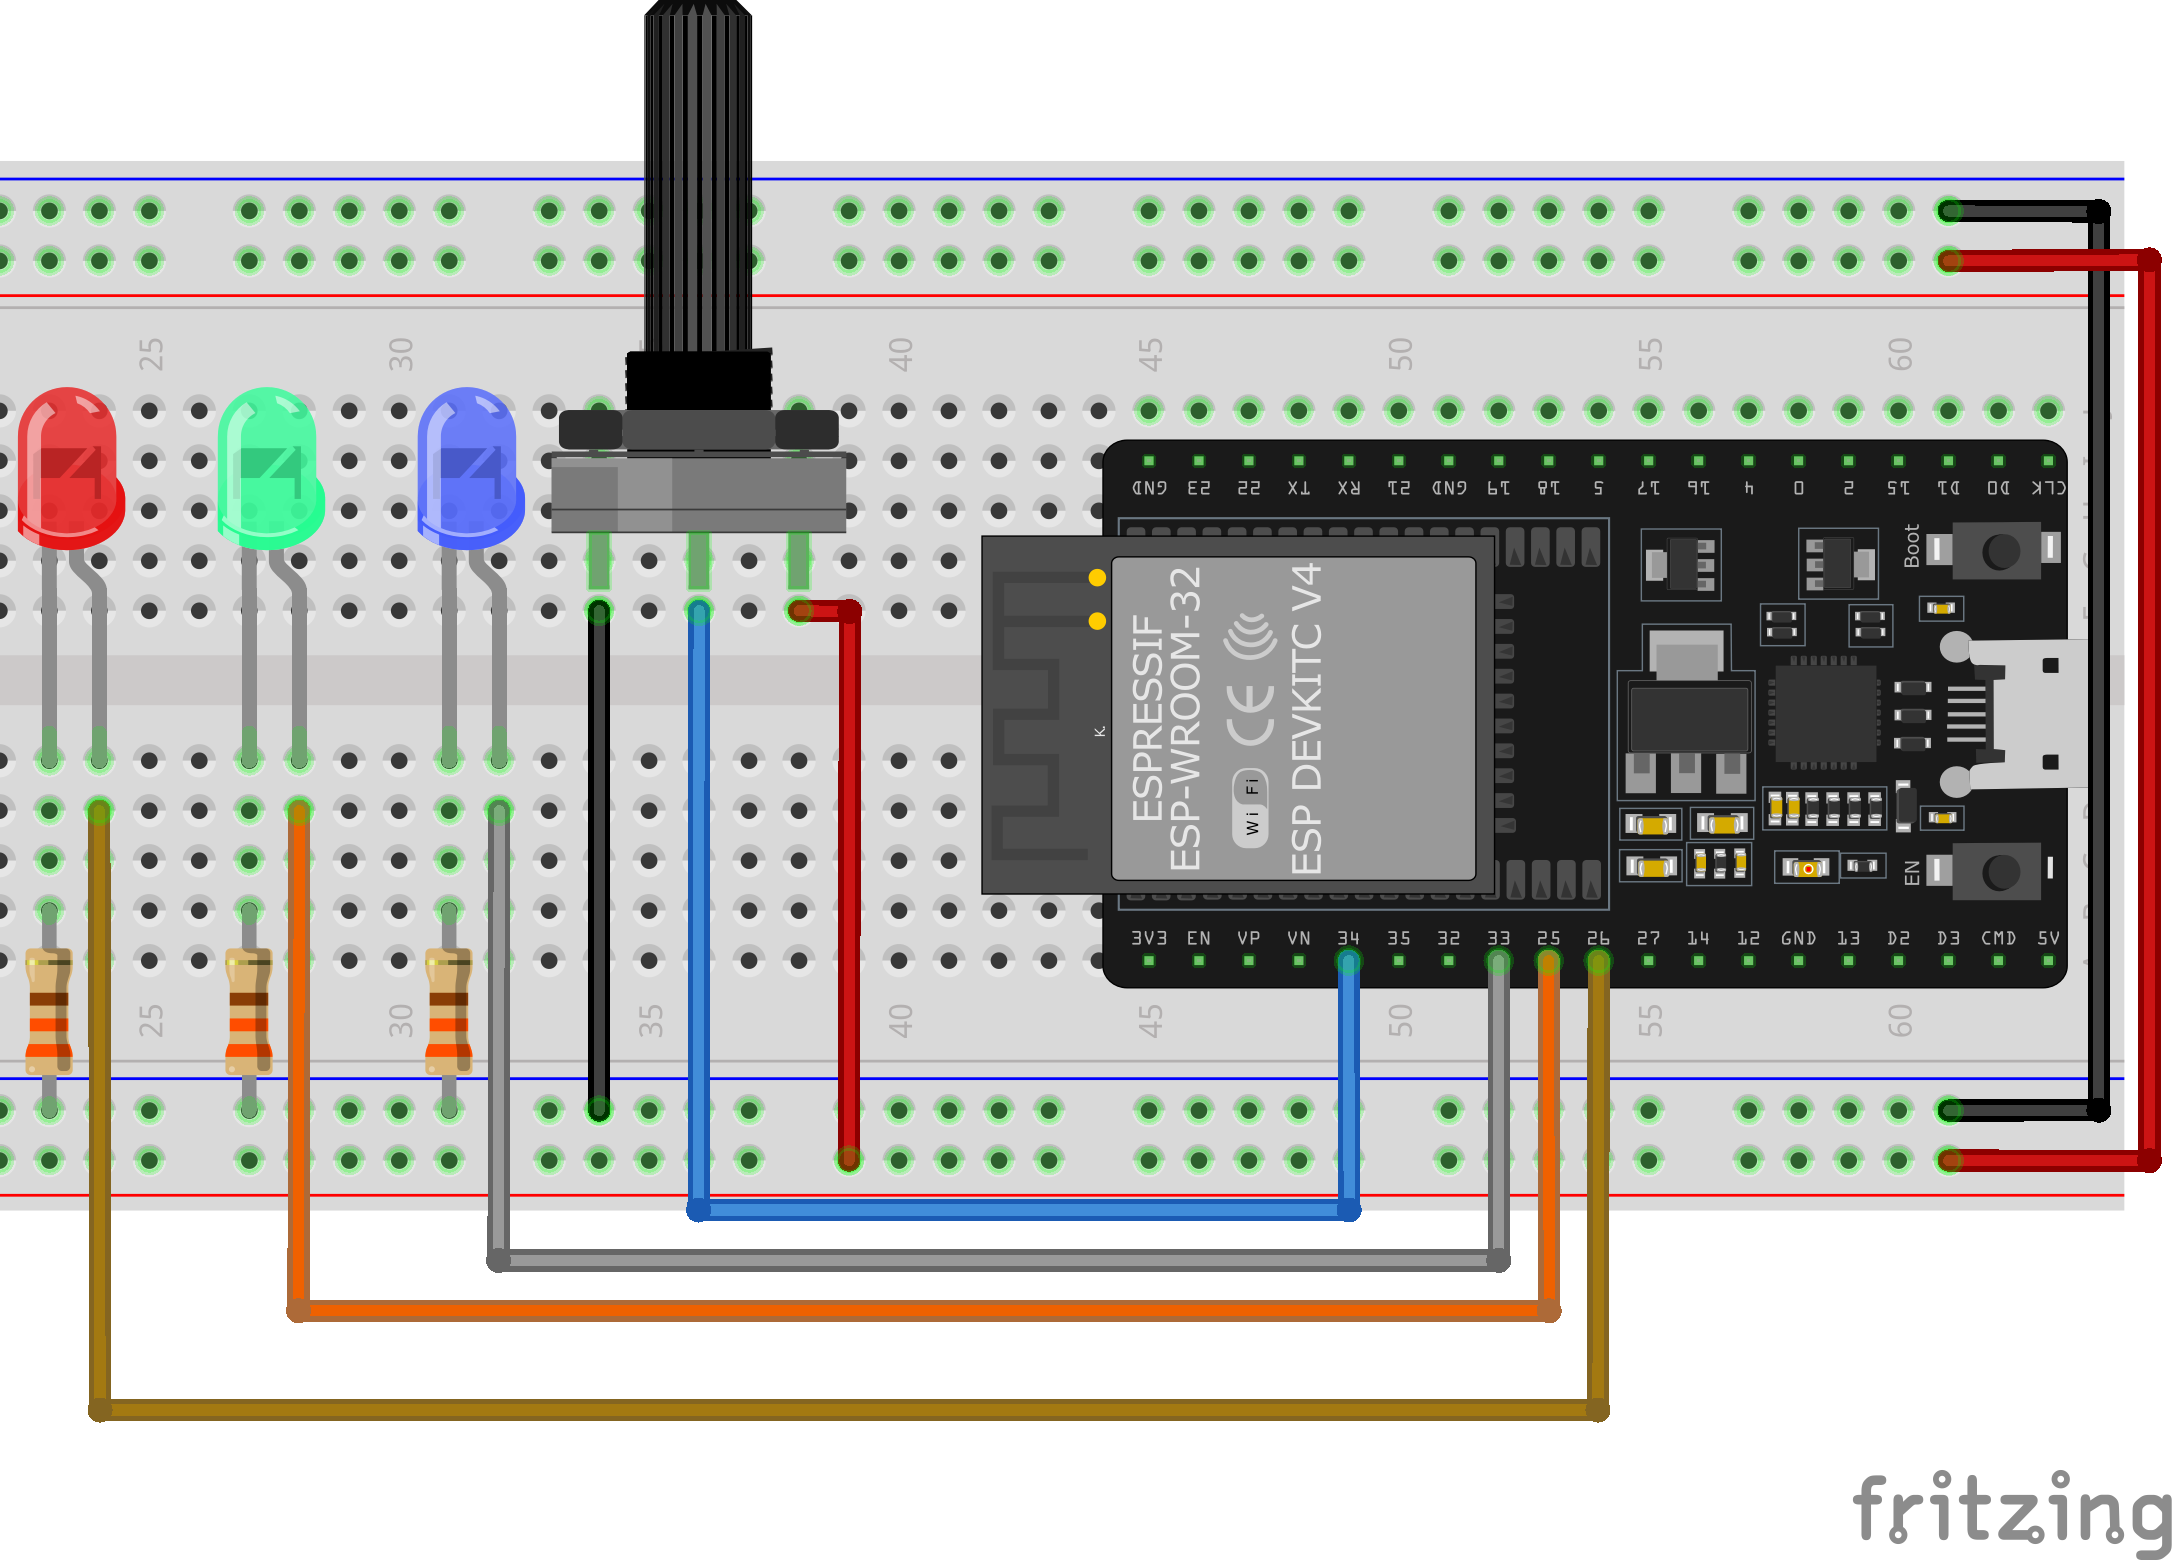 25 30 40 45 50 55 60
GND 23 22 TX RX 21 GND 19 18 5 17 16 4 0 2 15 D1 D0 CLK
Boot
ESPRESSIF
ESP-WROOM-32
Wi Fi
CE
ESP DEVKITC V4
K.
EN
3V3 EN VP VN 34 35 32 33 25 26 27 14 12 GND 13 D2 D3 CMD 5V
25 30 35 40 45 50 55 60
fritzing